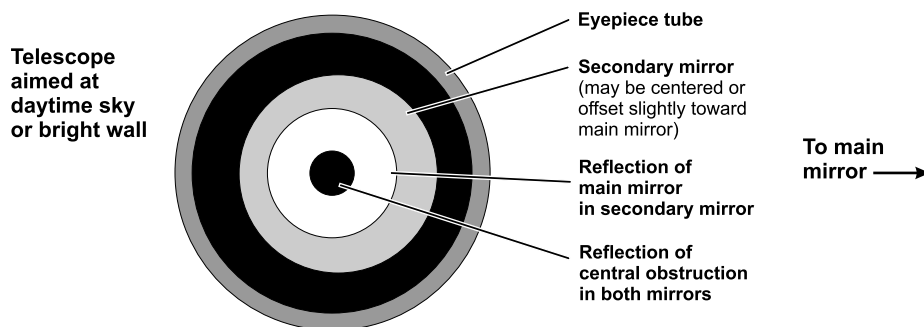 Telescope
aimed at
daytime sky
or bright wall
Eyepiece tube
Secondary mirror
(may be centered or
offset slightly toward
main mirror)
Reflection of
main mirror
in secondary mirror
Reflection of
central obstruction
in both mirrors
To main
mirror